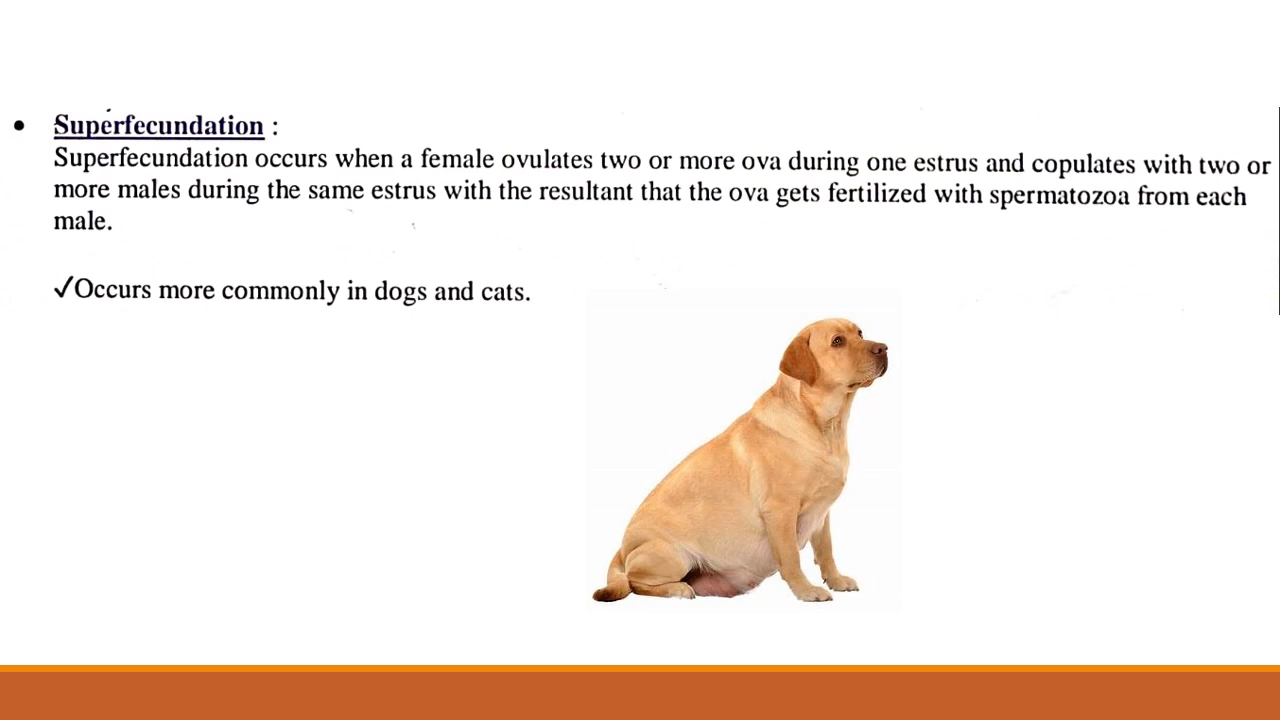 • Superfecundation :
Superfecundation occurs when a female ovulates two or more ova during one estrus and copulates with two or
more males during the same estrus with the resultant that the ova gets fertilized with spermatozoa from each
male.
✓Occurs more commonly in dogs and cats.